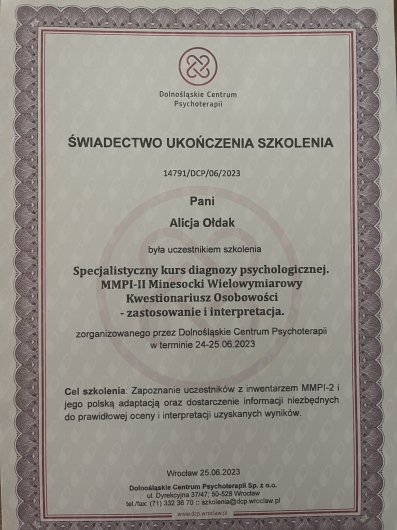 Dolnośląskie Centrum
Psychoterapii
ŚWIADECTWO UKOŃCZENIA SZKOLENIA
14791/DCP/06/2023
Pani
Alicja Ołdak
była uczestnikiem szkolenia
Specjalistyczny kurs diagnozy psychologicznej.
MMPI-II Minesocki Wielowymiarowy
Kwestionariusz Osobowości
- zastosowanie i interpretacja.
zorganizowanego przez Dolnośląskie Centrum Psychoterapii
w terminie 24-25.06.2023
Cel szkolenia: Zapoznanie uczestników z inwentarzem MMPI-2 i
jego polską adaptacją oraz dostarczenie informacji niezbędnych
do prawidłowej oceny i interpretacji uzyskanych wyników.
Wrocław 25.06.2023
Dolnośląskie Centrum Psychoterapii Sp. z o.o.
ul. Dyrekcyjna 37/47; 50-528 Wrocław
tel./fax: (71) 332 36 70 :: szkolenia@dcp.wroclaw.pl
www.dcp.wroclaw.pl